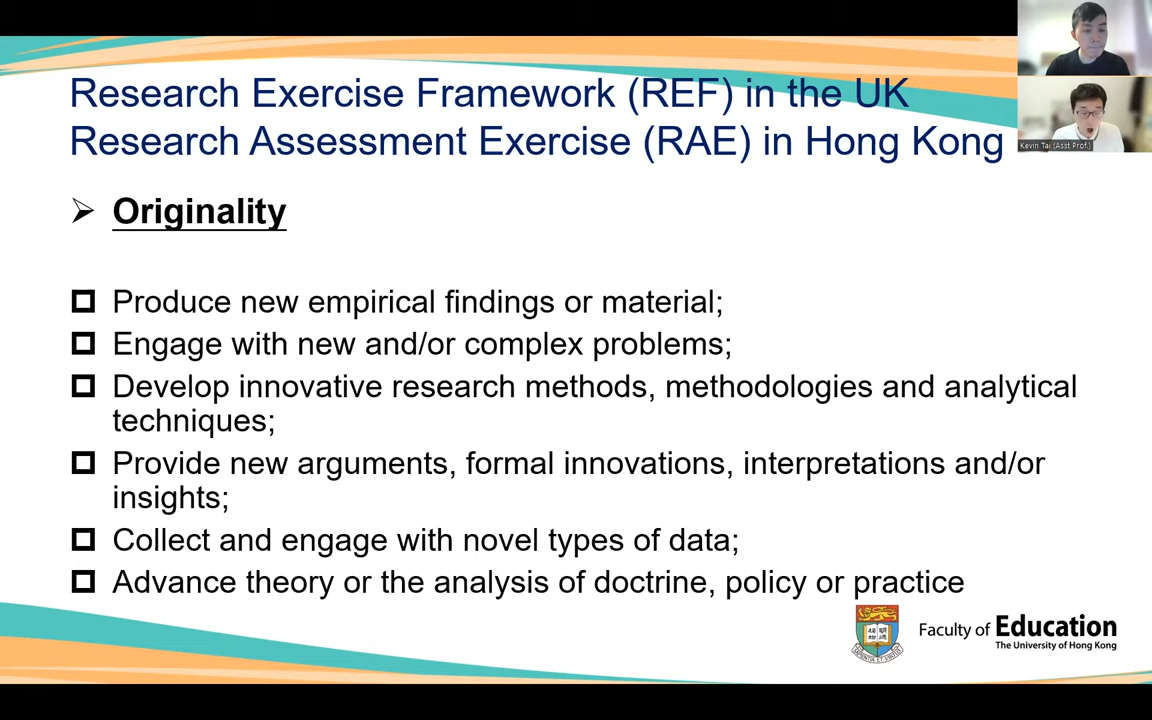 Research Exercise Framework (REF) in the UK
Research Assessment Exercise (RAE) in Hong Kong
Kevin Tai (Asst Prof.)
➢ Originality
Produce new empirical findings or material;
Engage with new and/or complex problems;
Develop innovative research methods, methodologies and analytical
techniques;
Provide new arguments, formal innovations, interpretations and/or
insights;
Collect and engage with novel types of data;
Advance theory or the analysis of doctrine, policy or practice
Faculty of Education
The University of Hong Kong